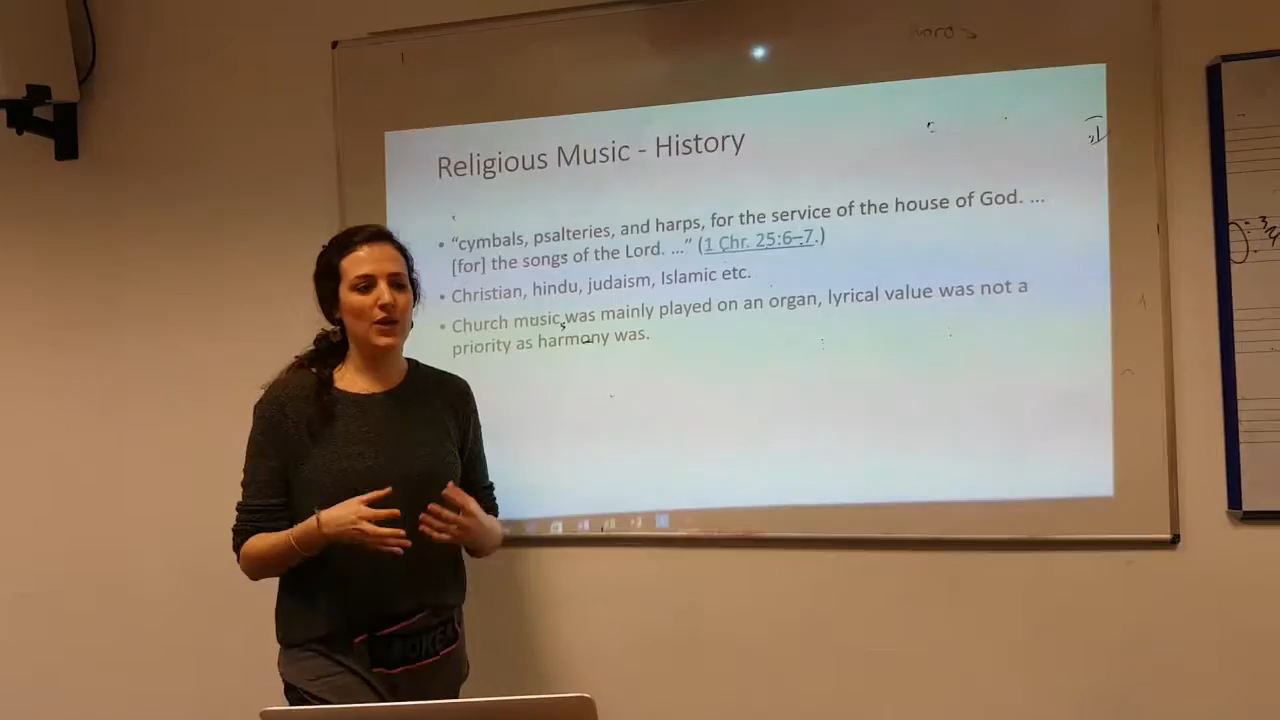 words
Religious Music - History
• “cymbals, psalteries, and harps, for the service of the house of God. ...
[for] the songs of the Lord. ...” (1 Chr. 25:6–7.)
• Christian, hindu, judaism, Islamic etc.
• Church music was mainly played on an organ, lyrical value was not a
priority as harmony was.